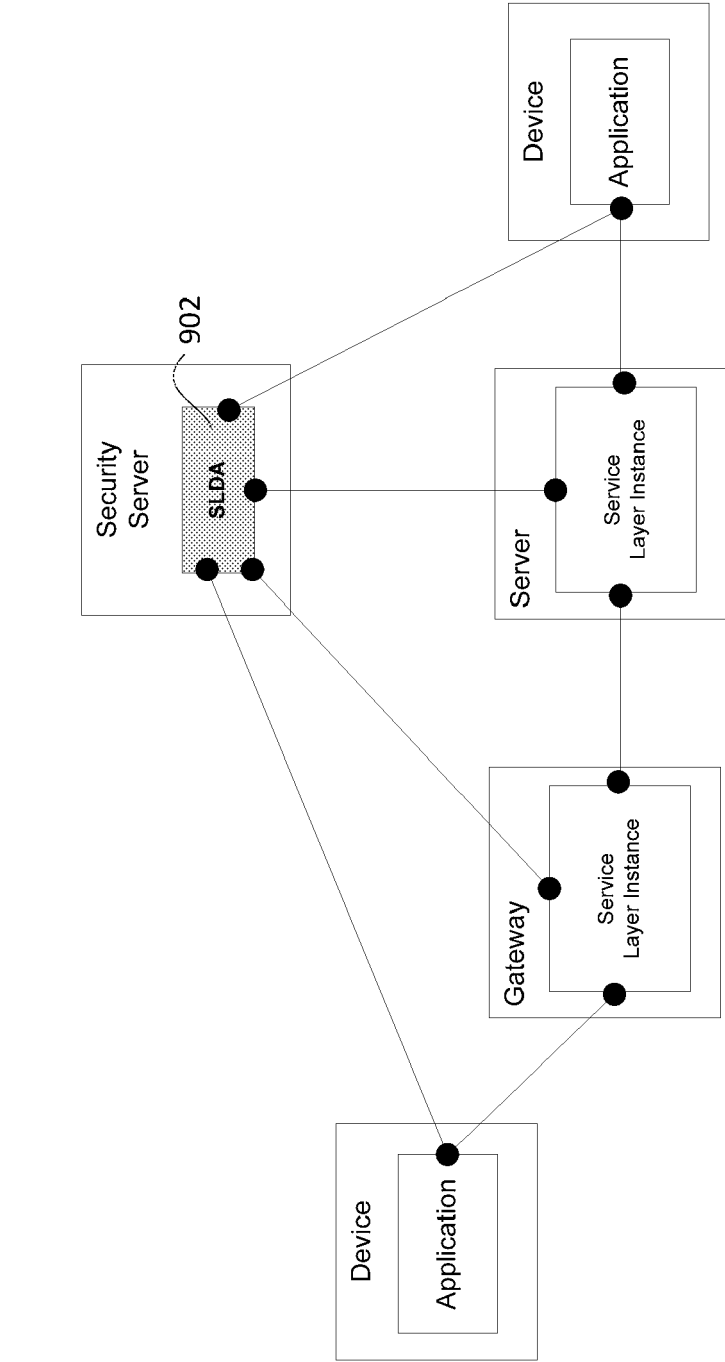 Security
Server
SLDA
902
Device
Application
Gateway
Service
Layer Instance
Server
Service
Layer Instance
Device
Application